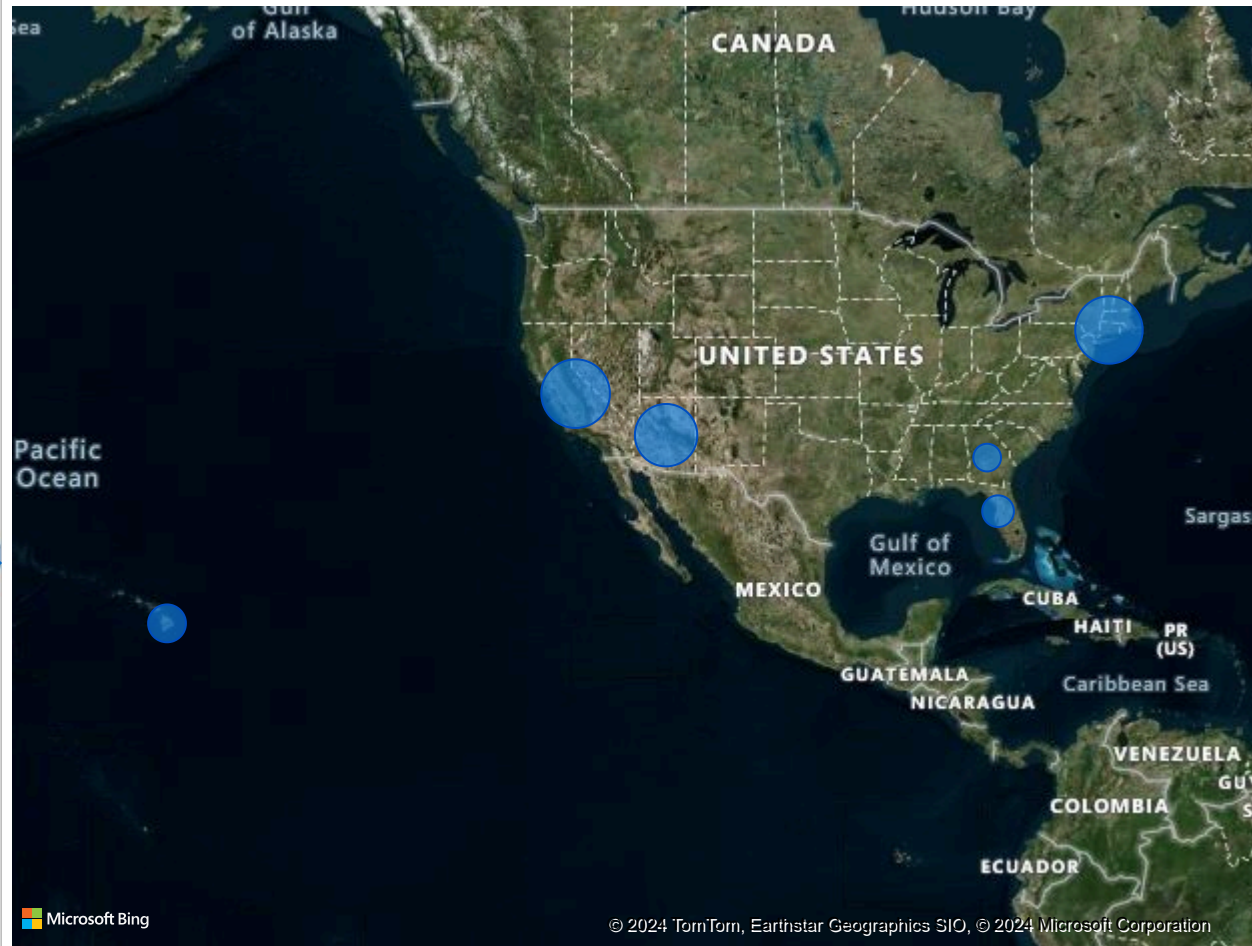 Gulf
of Alaska
Sea
CANADA
Hudson Bay
UNITED STATES
Pacific
Ocean
Sargas
Gulf of
Mexico
MEXICO
CUBA
HAITI
PR
(US)
GUATEMALA
Caribbean Sea
NICARAGUA
VENEZUELA
GUY
COLOMBIA
S
ECUADOR
Microsoft Bing
© 2024 TomTom, Earthstar Geographics SIO, © 2024 Microsoft Corporation